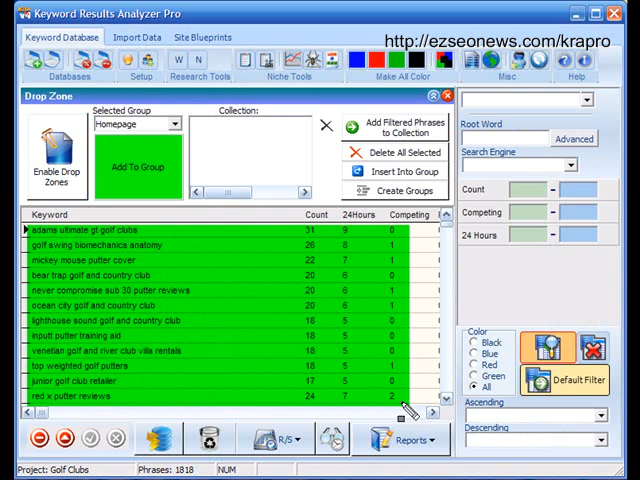 Keyword Results Analyzer Pro
Keyword Database
Import Data
Site Blueprints
http://ezseonews.com/krapro
W N
Databases
Setup
Research Tools
Niche Tools
Make All Color
Misc
Help
Drop Zone
Selected Group
Collection:
Homepage
Enable Drop
Zones
Add To Group
Add Filtered Phrases
to Collection
Delete All Selected
Insert Into Group
Create Groups
Root Word
Advanced
Search Engine
Count - 
Competing - 
24 Hours - 
Keyword Count 24Hours Competing
adams ultimate gt golf clubs 31 9 0
golf swing biomechanics anatomy 26 8 1
mickey mouse putter cover 22 7 1
bear trap golf and country club 20 6 0
never compromise sub 30 putter reviews 20 6 1
ocean city golf and country club 20 6 1
lighthouse sound golf and country club 18 5 0
inputt putter training aid 18 5 0
venetian golf and river club villa rentals 18 5 0
top weighted golf putters 18 5 1
junior golf club retailer 17 5 0
red x putter reviews 24 7 2
Color
Black
Blue
Red
Green
All
Default Filter
Ascending
Descending
R/S
Reports
Project: Golf Clubs
Phrases: 1818
NUM